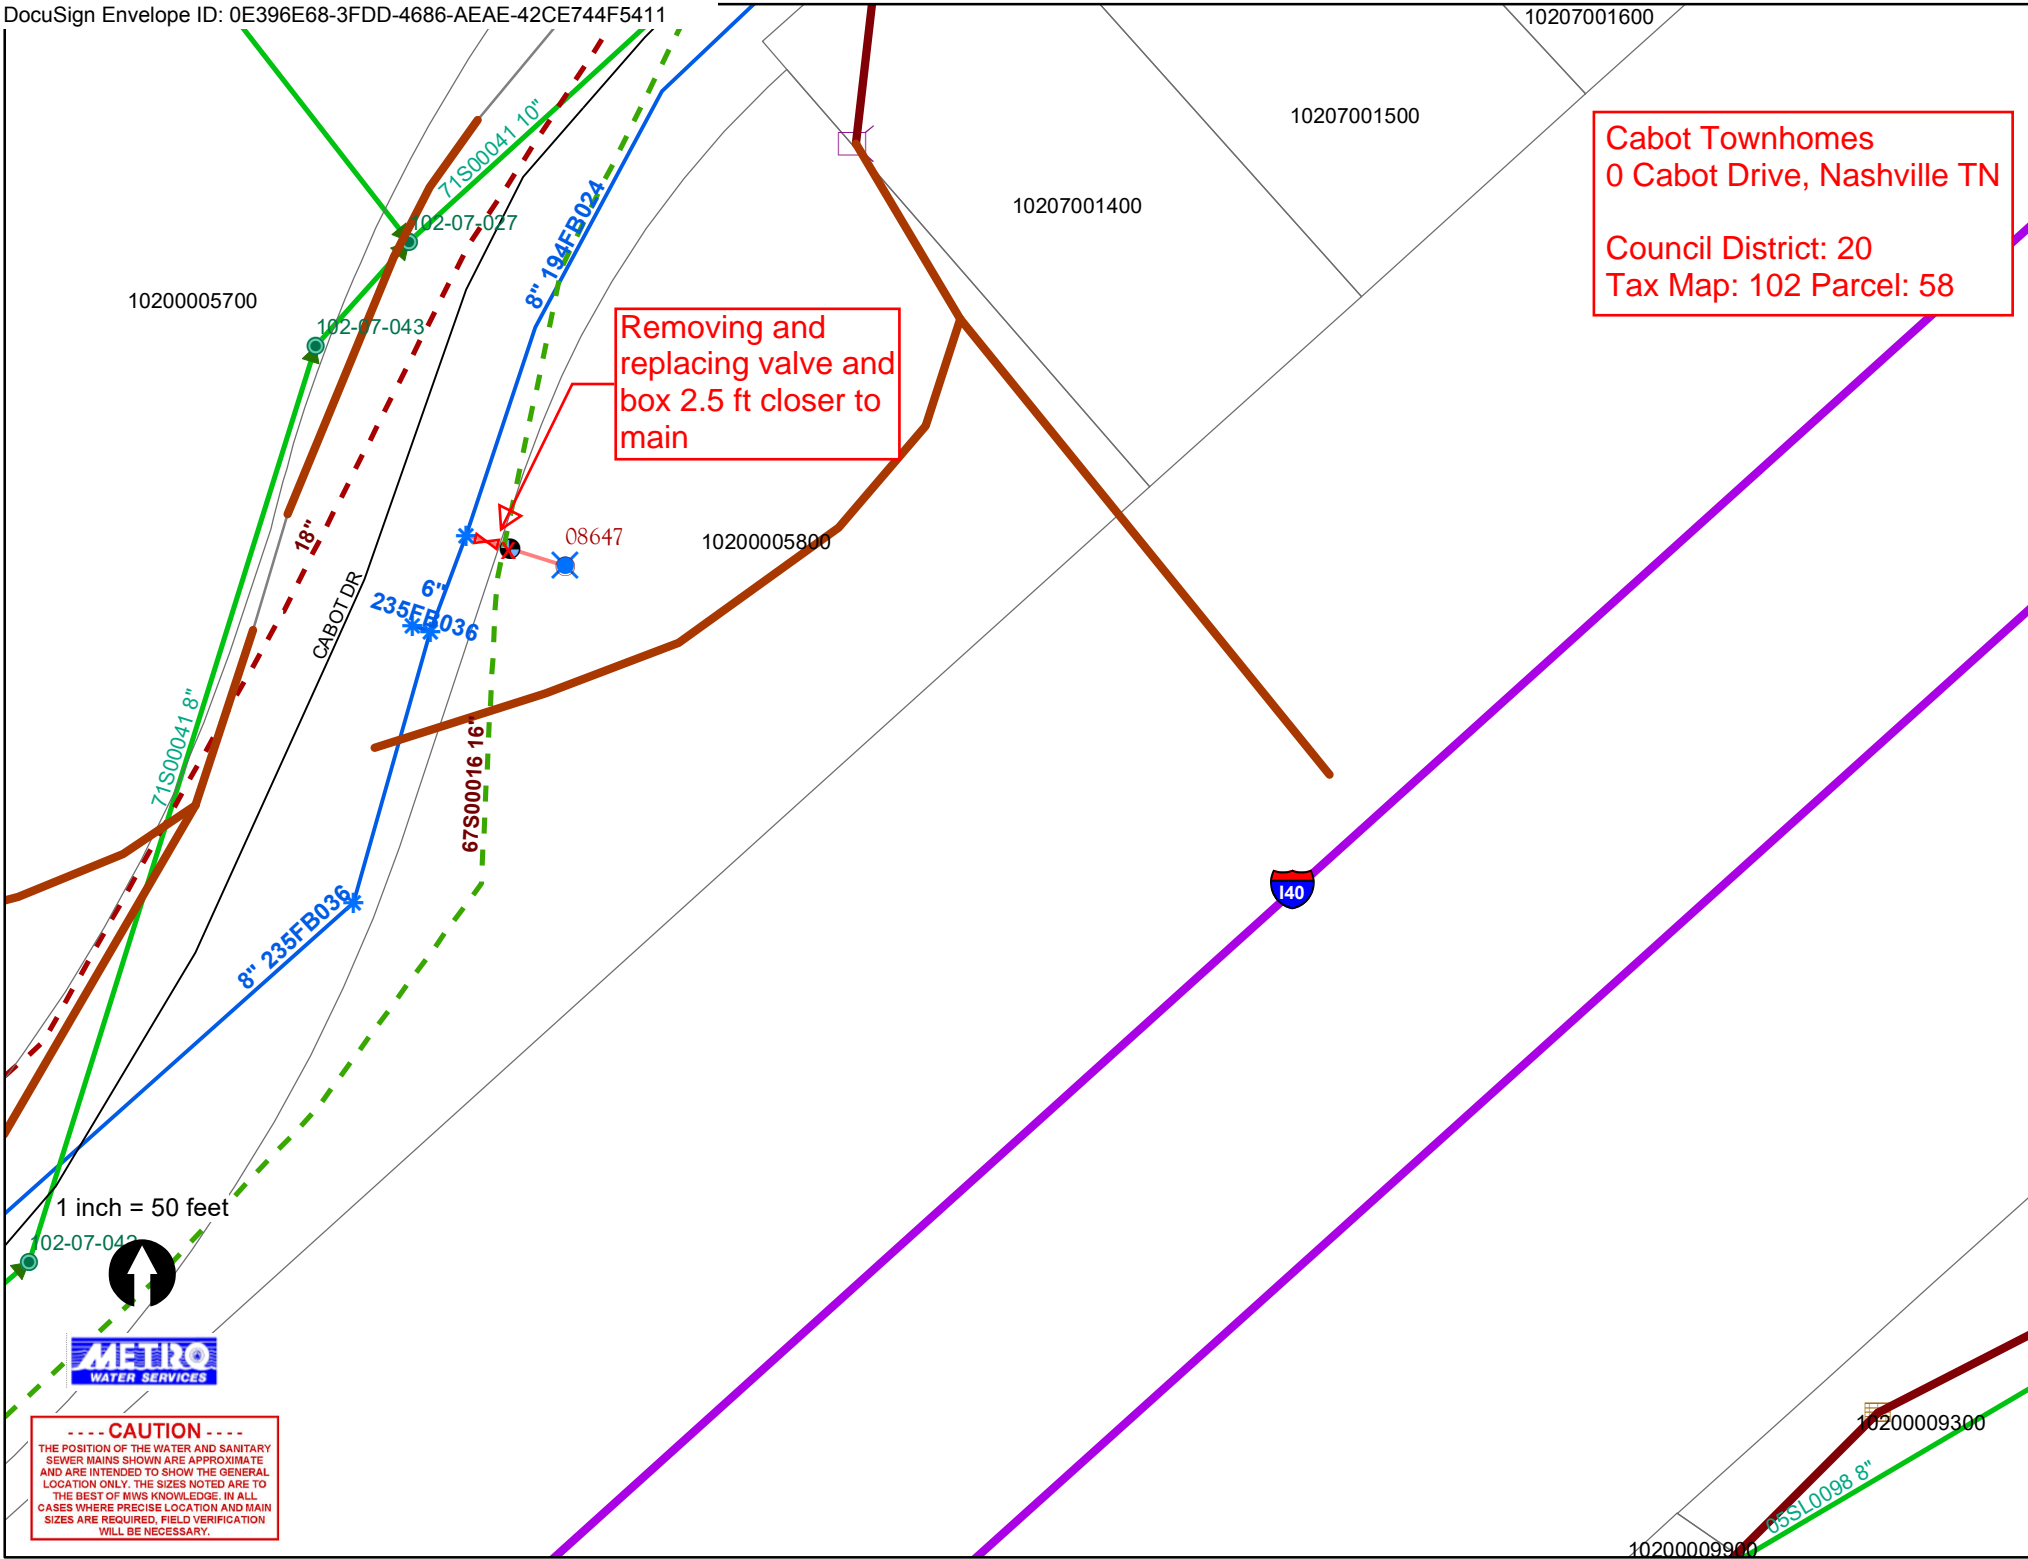 DocuSign Envelope ID: 0E396E68-3FDD-4686-AEAE-42CE744F5411
10207001600
10207001500
Cabot Townhomes
0 Cabot Drive, Nashville TN
Council District: 20
Tax Map: 102 Parcel: 58
71S00041 10"
102-07-027
10207001400
8" 194FB024
10200005700
102-07-043
Removing and
replacing valve and
box 2.5 ft closer to
main
18"
08647
10200005800
CABOT DR
6"
235FB036
71S00041 8"
67S00016 16"
I40
8" 235FB036
1 inch = 50 feet
102-07-042
METRO
WATER SERVICES
- - - - CAUTION - - - -
THE POSITION OF THE WATER AND SANITARY
SEWER MAINS SHOWN ARE APPROXIMATE
AND ARE INTENDED TO SHOW THE GENERAL
LOCATION ONLY. THE SIZES NOTED ARE TO
THE BEST OF MWS KNOWLEDGE. IN ALL
CASES WHERE PRECISE LOCATION AND MAIN
SIZES ARE REQUIRED, FIELD VERIFICATION
WILL BE NECESSARY.
10200009300
05SL0098 8"
10200009900